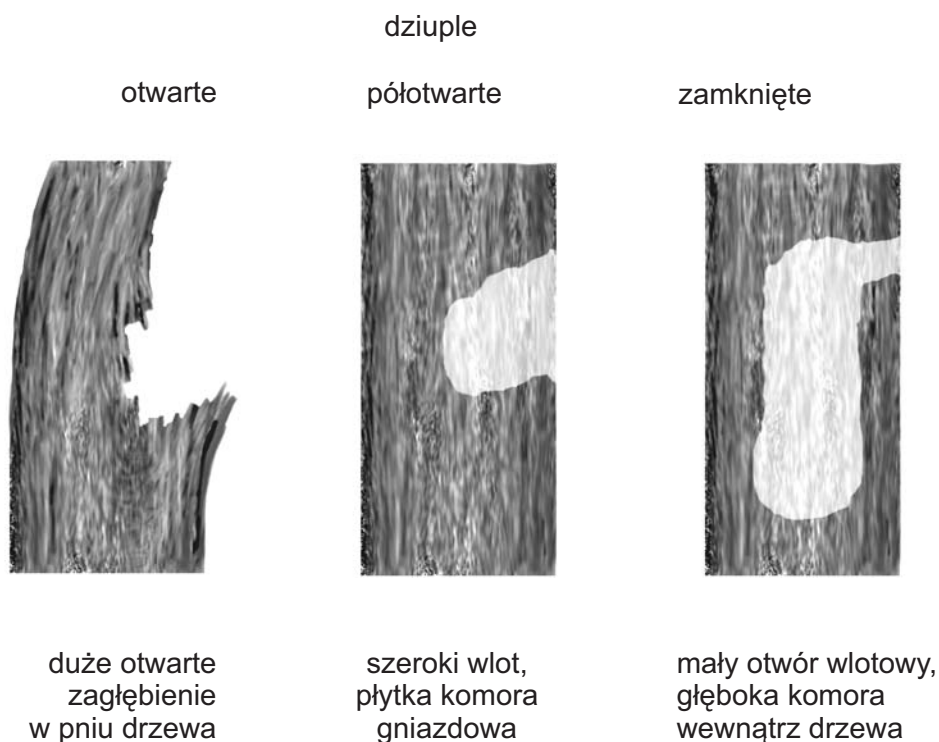 dziuple
otwarte
półotwarte
zamknięte
duże otwarte
zagłębienie
w pniu drzewa
szeroki wlot,
płytka komora
gniazdowa
mały otwór wlotowy,
głęboka komora
wewnątrz drzewa